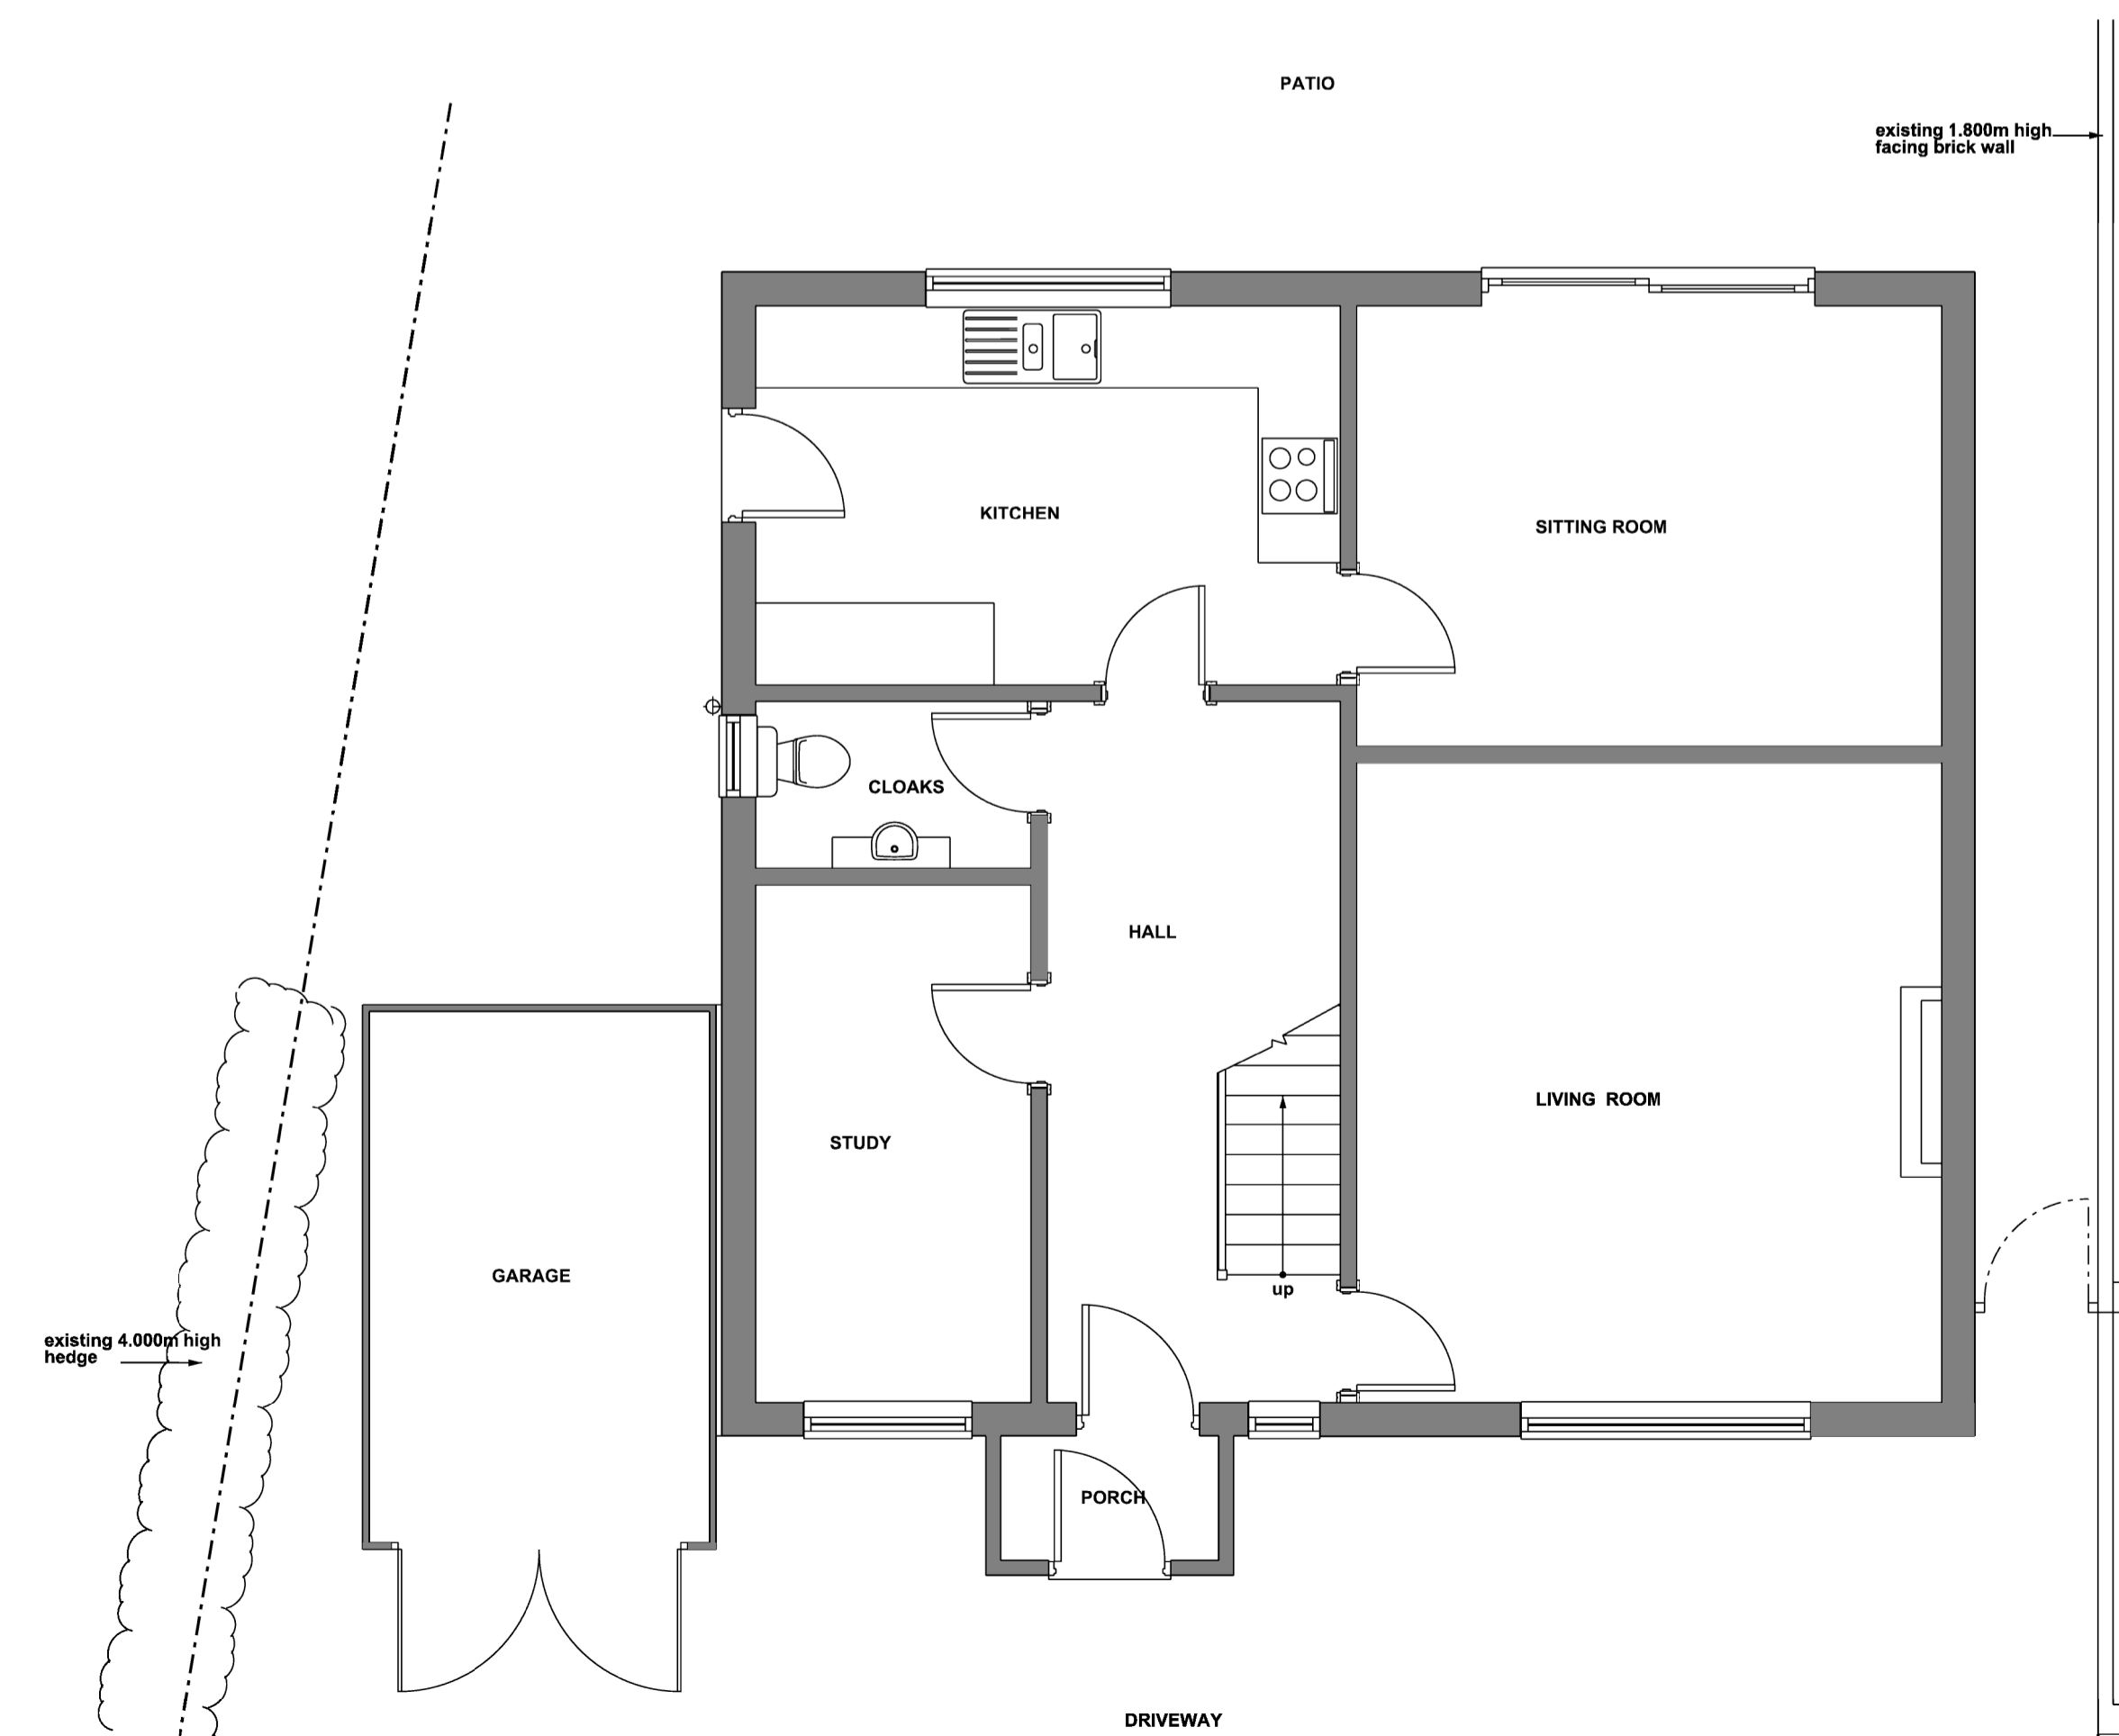 PATIO
existing 1.800m high
facing brick wall
KITCHEN
SITTING ROOM
CLOAKS
HALL
LIVING ROOM
STUDY
GARAGE
up
existing 4.000m high
hedge
PORCH
DRIVEWAY